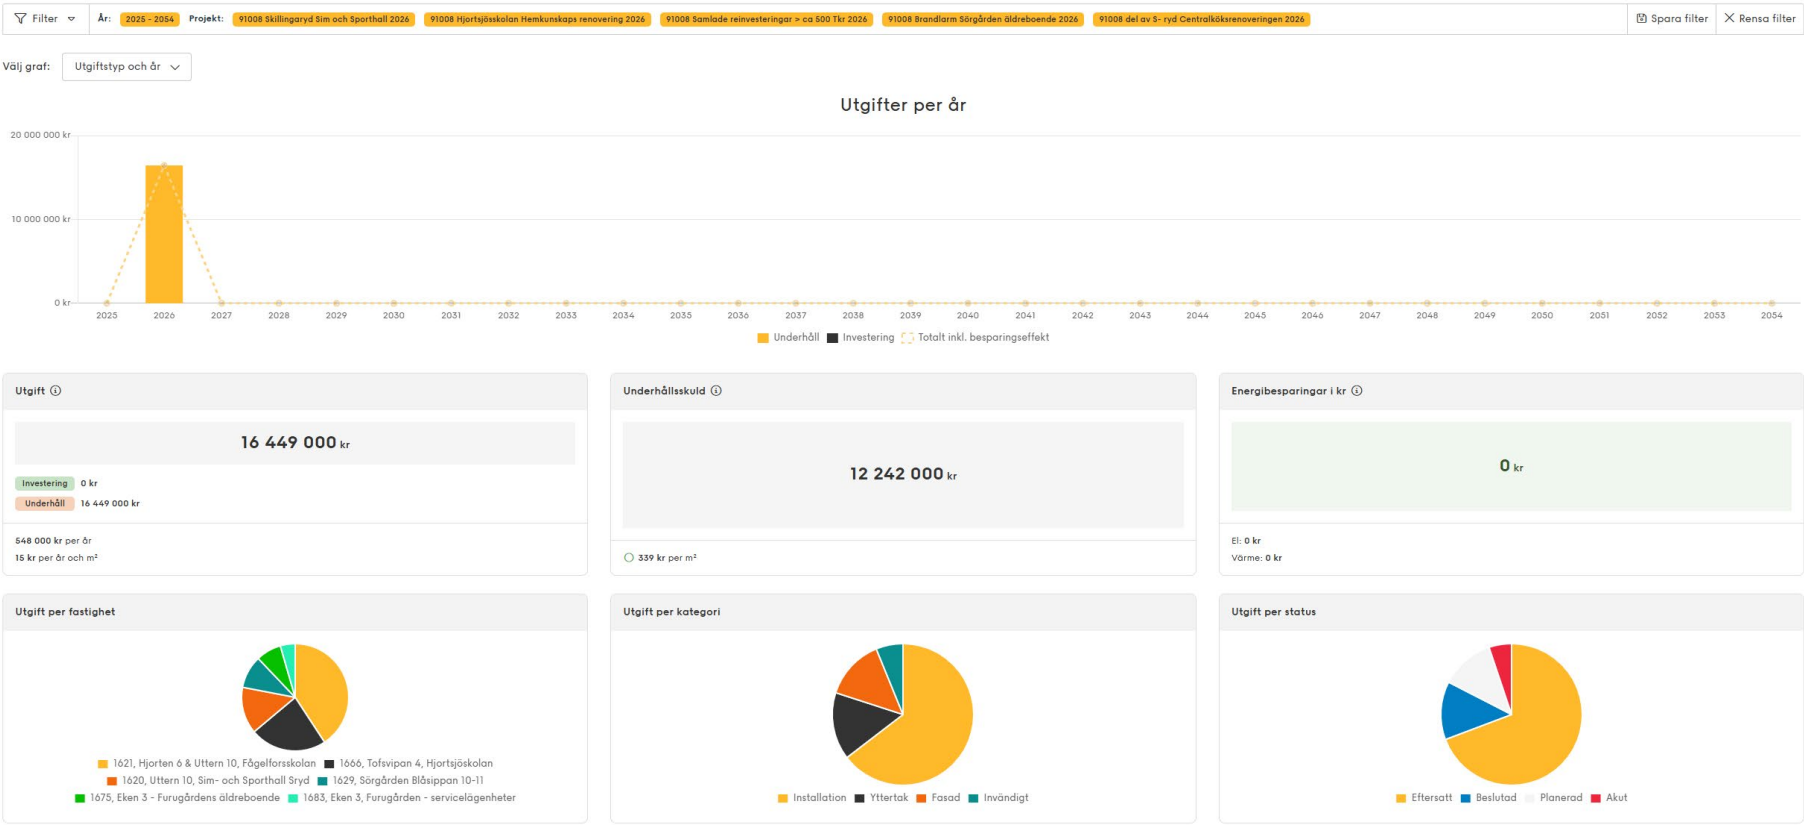 Filter År: 2025 - 2054 Projekt: 91008 Skillingaryd Sim och Sporthall 2026 91008 Hjortsjösskolan Hemkunskaps renovering 2026 91008 Samlade reinvesteringar > ca 500 Tkr 2026 91008 Brandlarm Sörgården äldreboende 2026 91008 del av S- ryd Centralköksrenoveringen 2026 Spara filter Rensa filter
Välj graf: Utgiftstyp och år
Utgifter per år
20 000 000 kr
10 000 000 kr
0 kr
2025 2026 2027 2028 2029 2030 2031 2032 2033 2034 2035 2036 2037 2038 2039 2040 2041 2042 2043 2044 2045 2046 2047 2048 2049 2050 2051 2052 2053 2054
Underhåll Investering Totalt inkl. besparingseffekt
Utgift
16 449 000 kr
Investering 0 kr
Underhåll 16 449 000 kr
548 000 kr per år
15 kr per år och m²
Underhållsskuld
12 242 000 kr
339 kr per m²
Energibesparingar i kr
0 kr
El: 0 kr
Värme: 0 kr
Utgift per fastighet
1621, Hjorten 6 & Uttern 10, Fågelforsskolan 1666, Tofsvipan 4, Hjortsjöskolan
1620, Uttern 10, Sim- och Sporthall Sryd 1629, Sörgården Blåsippan 10-11
1675, Eken 3 - Furugårdens äldreboende 1683, Eken 3, Furugården - servicelägenheter
Utgift per kategori
Installation Yttertak Fasad Invändigt
Utgift per status
Eftersatt Beslutad Planerad Akut